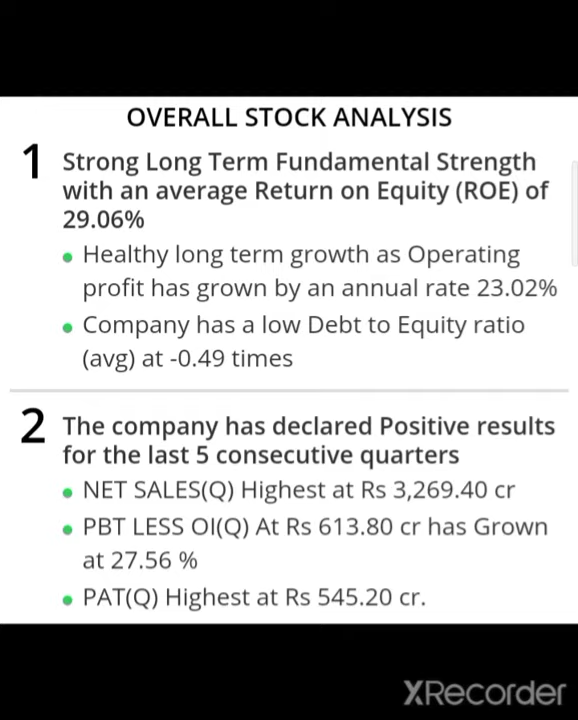 OVERALL STOCK ANALYSIS
1 Strong Long Term Fundamental Strength
with an average Return on Equity (ROE) of
29.06%
• Healthy long term growth as Operating
profit has grown by an annual rate 23.02%
• Company has a low Debt to Equity ratio
(avg) at -0.49 times
2 The company has declared Positive results
for the last 5 consecutive quarters
• NET SALES(Q) Highest at Rs 3,269.40 cr
• PBT LESS OI(Q) At Rs 613.80 cr has Grown
at 27.56 %
• PAT(Q) Highest at Rs 545.20 cr.
XRecorder